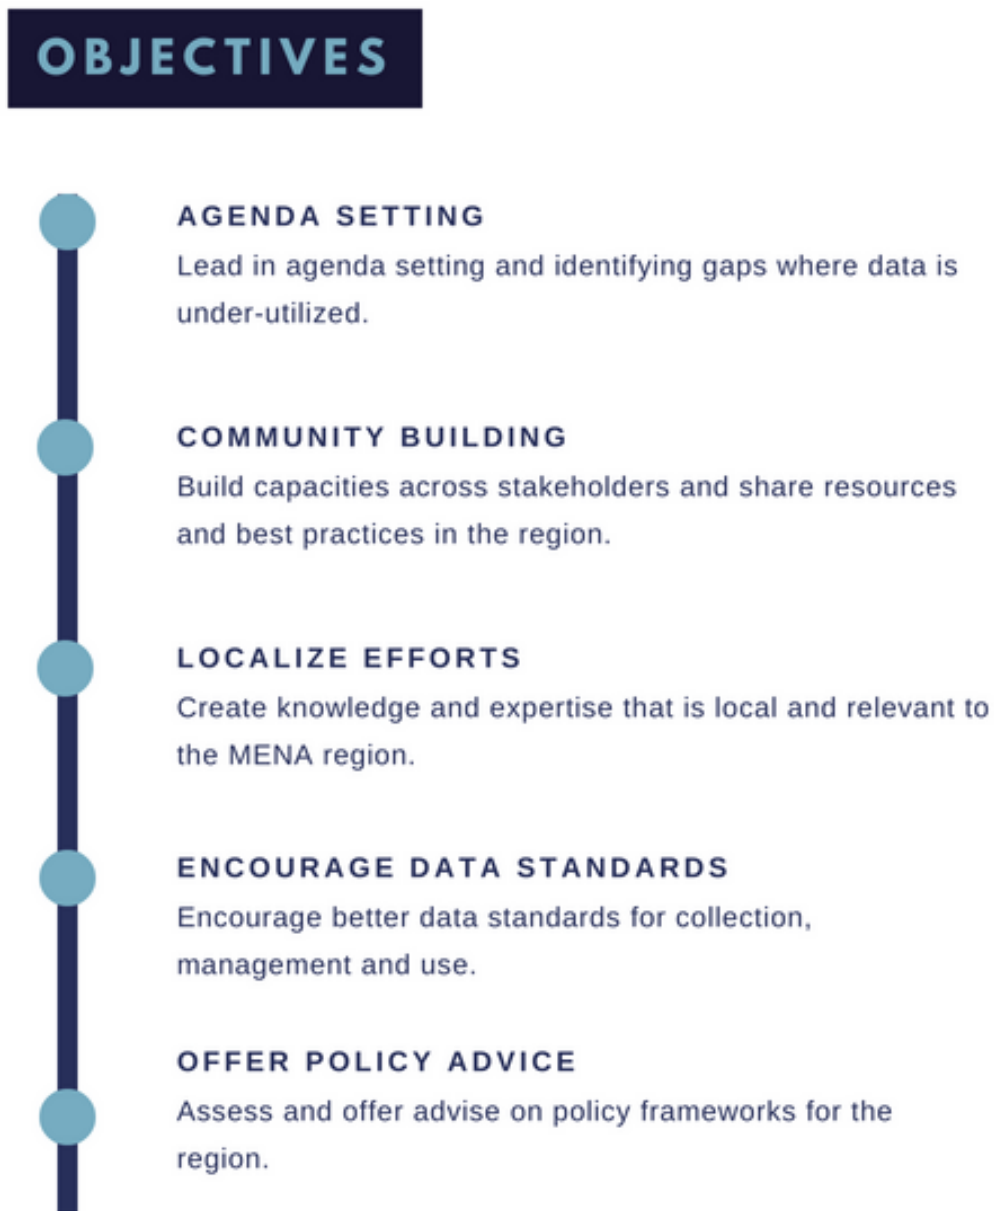 OBJECTIVES
AGENDA SETTING
Lead in agenda setting and identifying gaps where data is
under-utilized.
COMMUNITY BUILDING
Build capacities across stakeholders and share resources
and best practices in the region.
LOCALIZE EFFORTS
Create knowledge and expertise that is local and relevant to
the MENA region.
ENCOURAGE DATA STANDARDS
Encourage better data standards for collection,
management and use.
OFFER POLICY ADVICE
Assess and offer advise on policy frameworks for the
region.